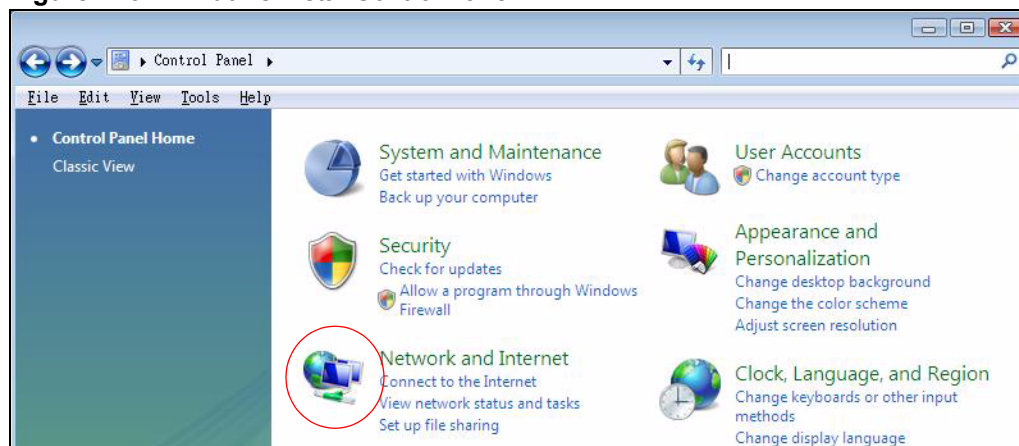 Control Panel
File Edit View Tools Help
Control Panel Home
Classic View
System and Maintenance
Get started with Windows
Back up your computer
Security
Check for updates
Allow a program through Windows
Firewall
Network and Internet
Connect to the Internet
View network status and tasks
Set up file sharing
User Accounts
Change account type
Appearance and
Personalization
Change desktop background
Change the color scheme
Adjust screen resolution
Clock, Language, and Region
Change keyboards or other input
methods
Change display language